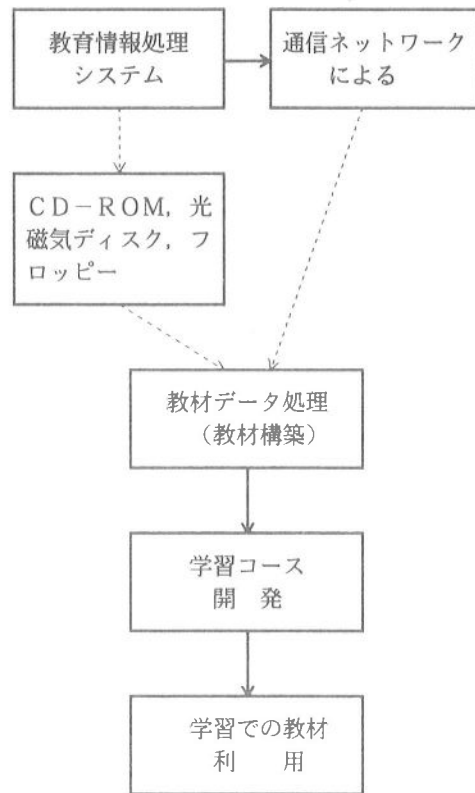 教育情報処理
システム
通信ネットワーク
による
ＣＤ－ＲＯＭ，光
磁気ディスク，フ
ロッピー
教材データ処理
（教材構築）
学習コース
開　発
学習での教材
利　　用